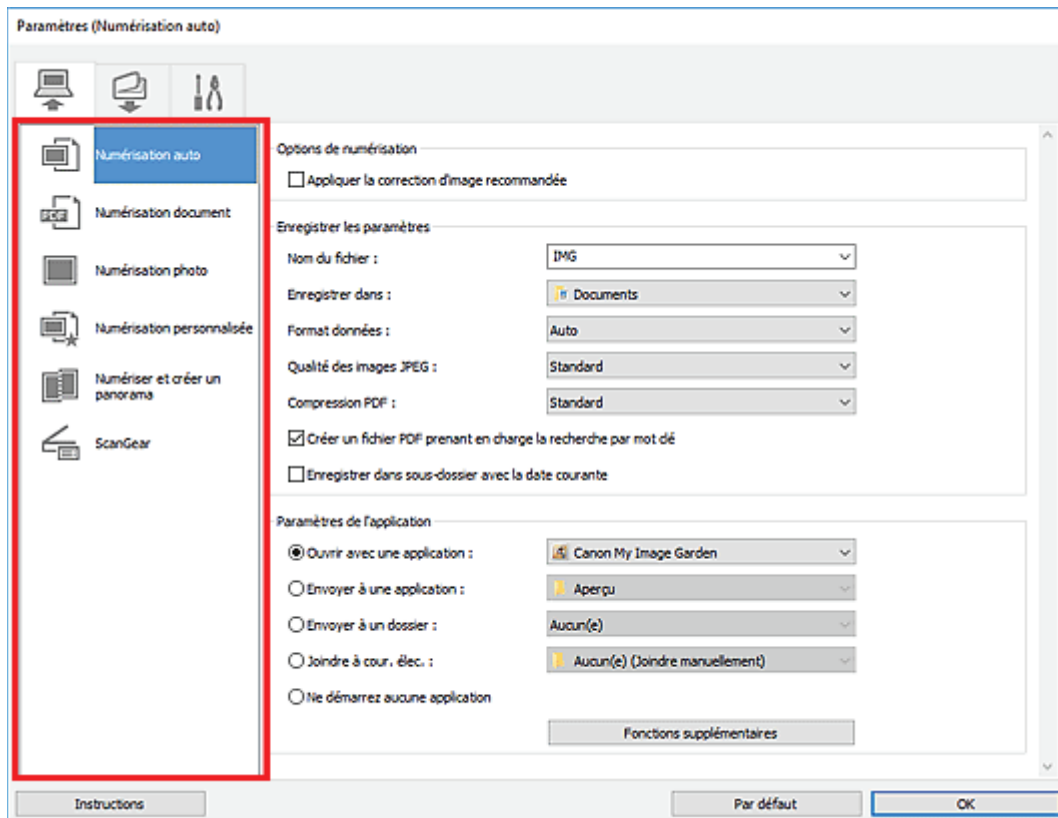 Paramètres (Numérisation auto)
Numérisation auto
PDF
Numérisation document
Numérisation photo
Numérisation personnalisée
Numériser et créer un
panorama
ScanGear
Options de numérisation
Appliquer la correction d'image recommandée
Enregistrer les paramètres
Nom du fichier : IMG
Enregistrer dans : Documents
Format données : Auto
Qualité des images JPEG : Standard
Compression PDF : Standard
Créer un fichier PDF prenant en charge la recherche par mot clé
Enregistrer dans sous-dossier avec la date courante
Paramètres de l'application
Ouvrir avec une application : Canon My Image Garden
Envoyer à une application : Aperçu
Envoyer à un dossier : Aucun(e)
Joindre à cour. élec. : Aucun(e) (Joindre manuellement)
Ne démarrez aucune application
Fonctions supplémentaires
Instructions
Par défaut
OK